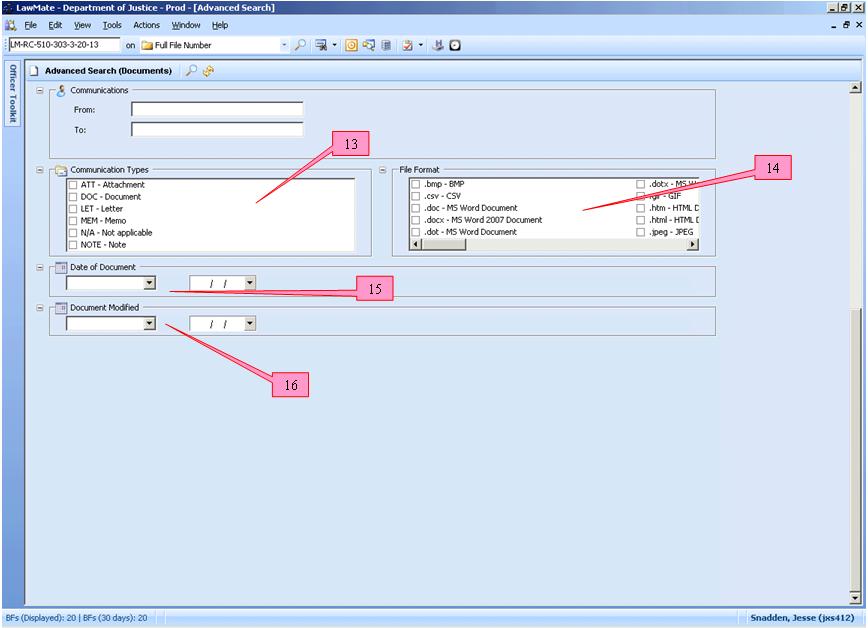 LawMate - Department of Justice - Prod - [Advanced Search]
File Edit View Tools Actions Window Help
LM-RC-510-303-3-20-13 on Full File Number
Officer Toolkit
Advanced Search (Documents)
Communications
From:
To:
13
14
Communication Types
File Format
ATT - Attachment
DOC - Document
LET - Letter
MEM - Memo
N/A - Not applicable
NOTE - Note
.bmp - BMP
.csv - CSV
.doc - MS Word Document
.docx - MS Word 2007 Document
.dot - MS Word Document
.dotx - MS W
.gif - GIF
.htm - HTML D
.html - HTML D
.jpeg - JPEG
Date of Document
/ /
15
Document Modified
/ /
16
BFs (Displayed): 20 | BFs (30 days): 20
Snadden, Jesse (jxs412)